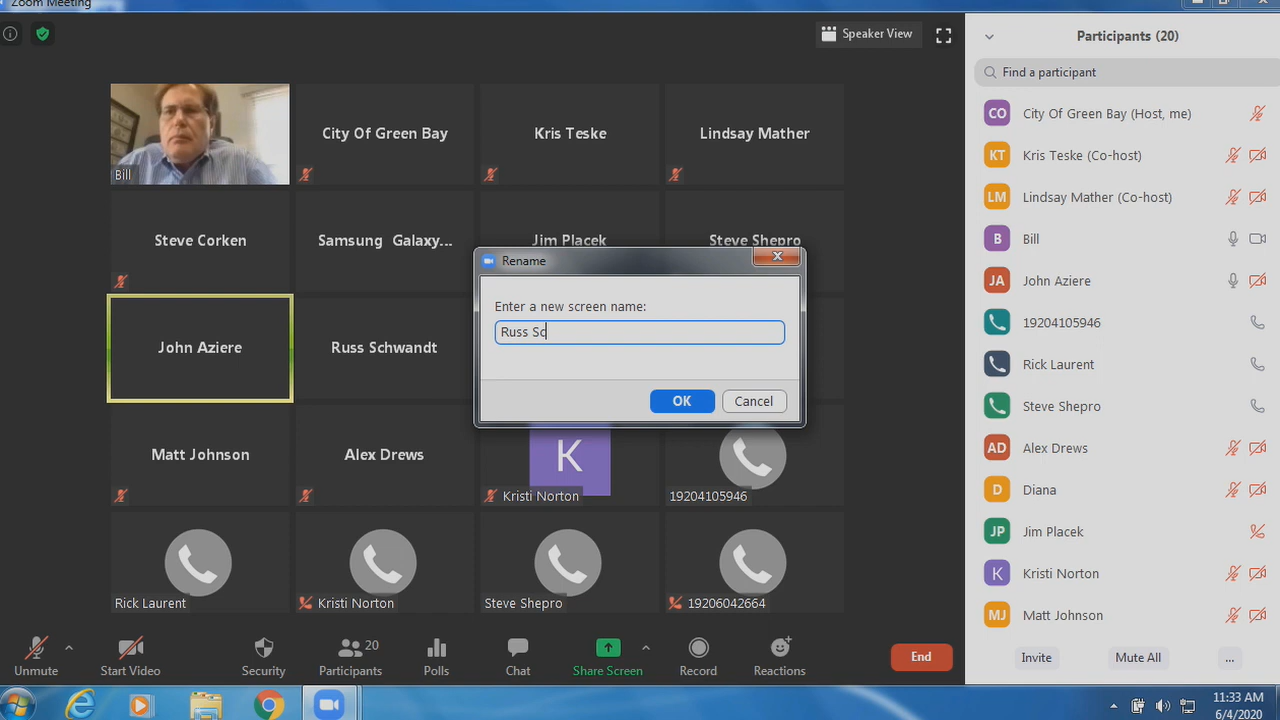 Zoom Meeting
Speaker View
Bill
City Of Green Bay
Kris Teske
Lindsay Mather
Steve Corken
Samsung Galaxy...
Jim Placek
Steve Shepro
John Aziere
Russ Schwandt
Matt Johnson
Alex Drews
K
Kristi Norton
19204105946
Rick Laurent
Kristi Norton
Steve Shepro
19206042664
Rename
X
Enter a new screen name:
Russ Sc
OK
Cancel
Participants (20)
Find a participant
CO City Of Green Bay (Host, me)
KT Kris Teske (Co-host)
LM Lindsay Mather (Co-host)
B Bill
JA John Aziere
19204105946
Rick Laurent
Steve Shepro
AD Alex Drews
D Diana
JP Jim Placek
K Kristi Norton
MJ Matt Johnson
Invite
Mute All
...
Unmute
Start Video
Security
Participants
20
Polls
Chat
Share Screen
Record
Reactions
End
11:33 AM
6/4/2020